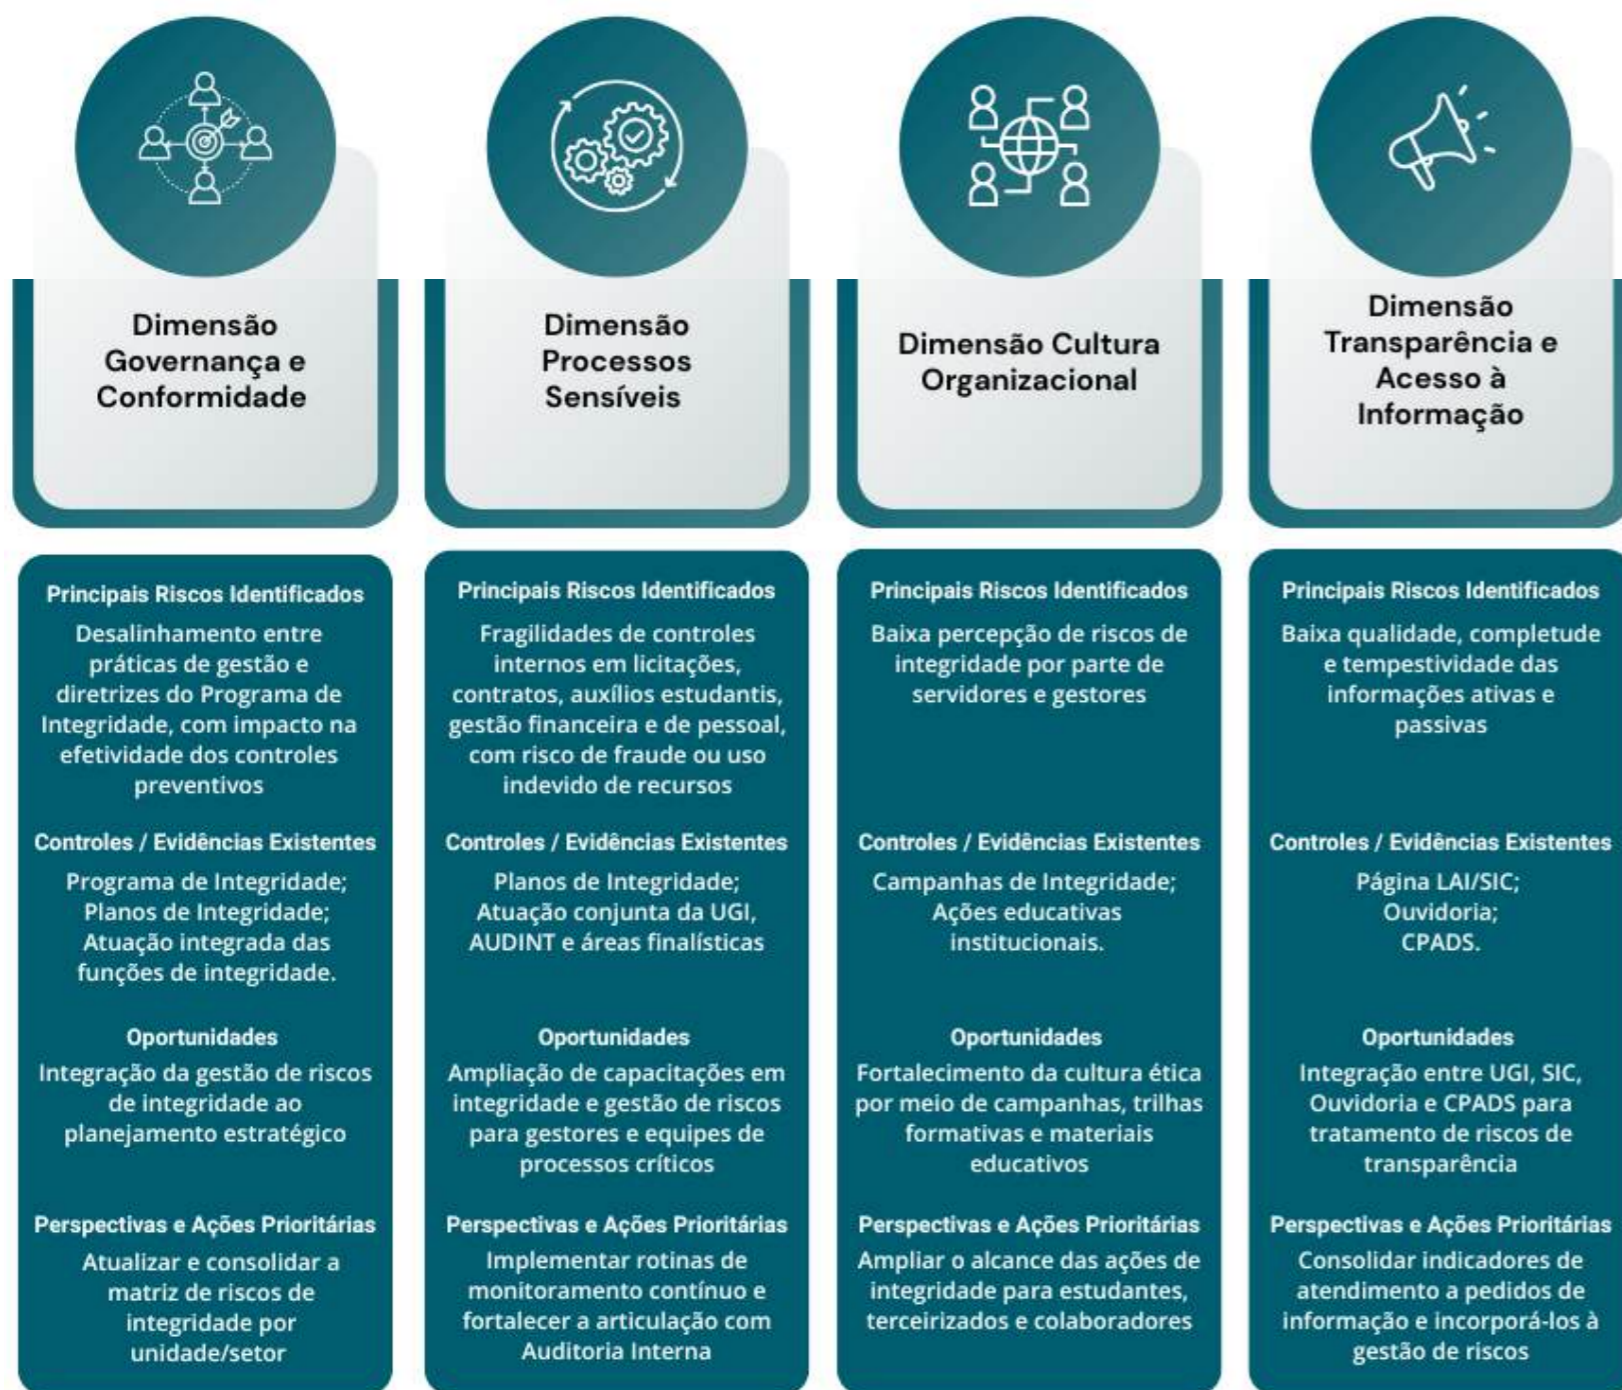 Dimensão
Governança e
Conformidade
Dimensão
Processos
Sensíveis
Dimensão Cultura
Organizacional
Dimensão
Transparência e
Acesso à
Informação
Principais Riscos Identificados
Desalinhamento entre
práticas de gestão e
diretrizes do Programa de
Integridade, com impacto na
efetividade dos controles
preventivos
Controles / Evidências Existentes
Programa de Integridade;
Planos de Integridade;
Atuação integrada das
funções de integridade.
Oportunidades
Integração da gestão de riscos
de integridade ao
planejamento estratégico
Perspectivas e Ações Prioritárias
Atualizar e consolidar a
matriz de riscos de
integridade por
unidade/setor
Principais Riscos Identificados
Fragilidades de controles
internos em licitações,
contratos, auxílios estudantis,
gestão financeira e de pessoal,
com risco de fraude ou uso
indevido de recursos
Controles / Evidências Existentes
Planos de Integridade;
Atuação conjunta da UGI,
AUDINT e áreas finalísticas
Oportunidades
Ampliação de capacitações em
integridade e gestão de riscos
para gestores e equipes de
processos críticos
Perspectivas e Ações Prioritárias
Implementar rotinas de
monitoramento contínuo e
fortalecer a articulação com
Auditoria Interna
Principais Riscos Identificados
Baixa percepção de riscos de
integridade por parte de
servidores e gestores
Controles / Evidências Existentes
Campanhas de Integridade;
Ações educativas
institucionais.
Oportunidades
Fortalecimento da cultura ética
por meio de campanhas, trilhas
formativas e materiais
educativos
Perspectivas e Ações Prioritárias
Ampliar o alcance das ações de
integridade para estudantes,
terceirizados e colaboradores
Principais Riscos Identificados
Baixa qualidade, completude
e tempestividade das
informações ativas e
passivas
Controles / Evidências Existentes
Página LAI/SIC;
Ouvidoria;
CPADS.
Oportunidades
Integração entre UGI, SIC,
Ouvidoria e CPADS para
tratamento de riscos de
transparência
Perspectivas e Ações Prioritárias
Consolidar indicadores de
atendimento a pedidos de
informação e incorporá-los à
gestão de riscos